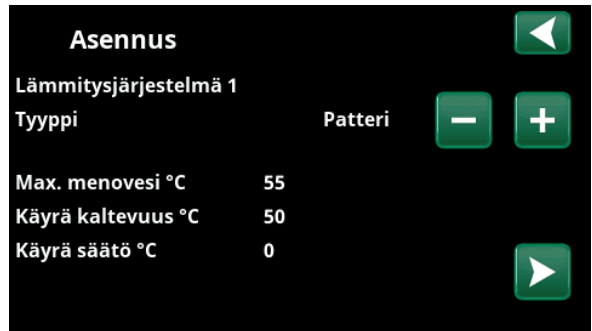 Asennus
Lämmitysjärjestelmä 1
Tyyppi Patteri
Max. menovesi °C 55
Käyrä kaltevuus °C 50
Käyrä säätö °C 0